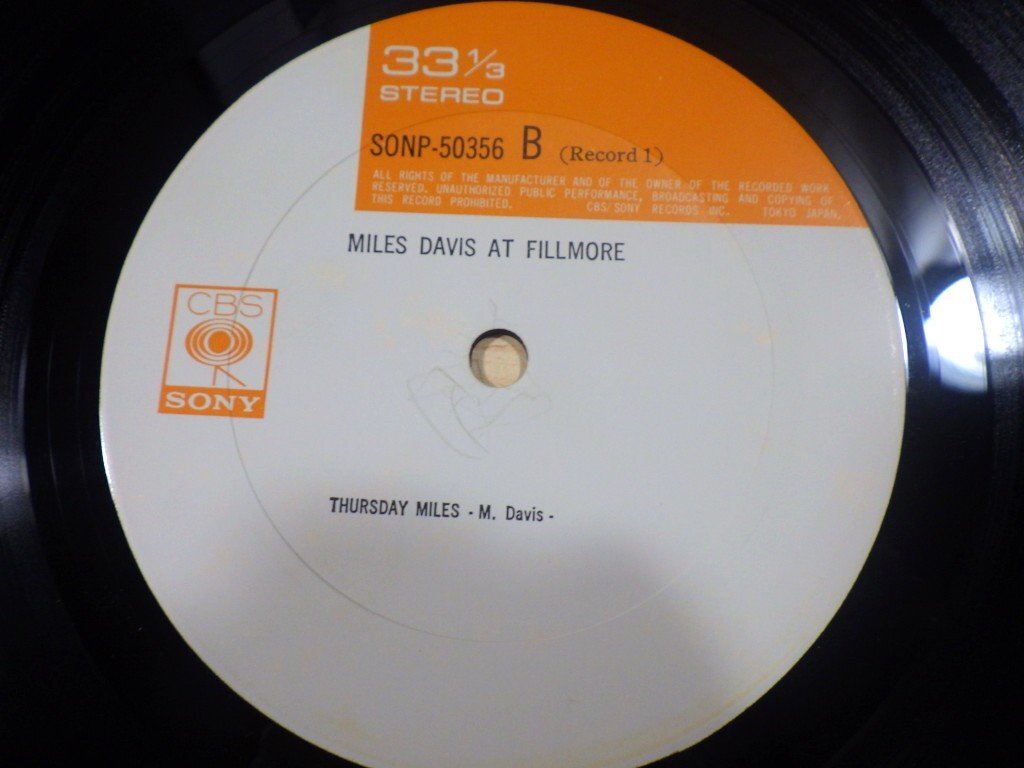 33 1/3
STEREO
SONP-50356 B (Record 1)
ALL RIGHTS OF THE MANUFACTURER AND OF THE OWNER OF THE RECORDED WORK
RESERVED. UNAUTHORIZED PUBLIC PERFORMANCE, BROADCASTING AND COPYING OF
THIS RECORD PROHIBITED. CBS/SONY RECORDS INC. TOKYO JAPAN.
MILES DAVIS AT FILLMORE
CBS
SONY
THURSDAY MILES - M. Davis -